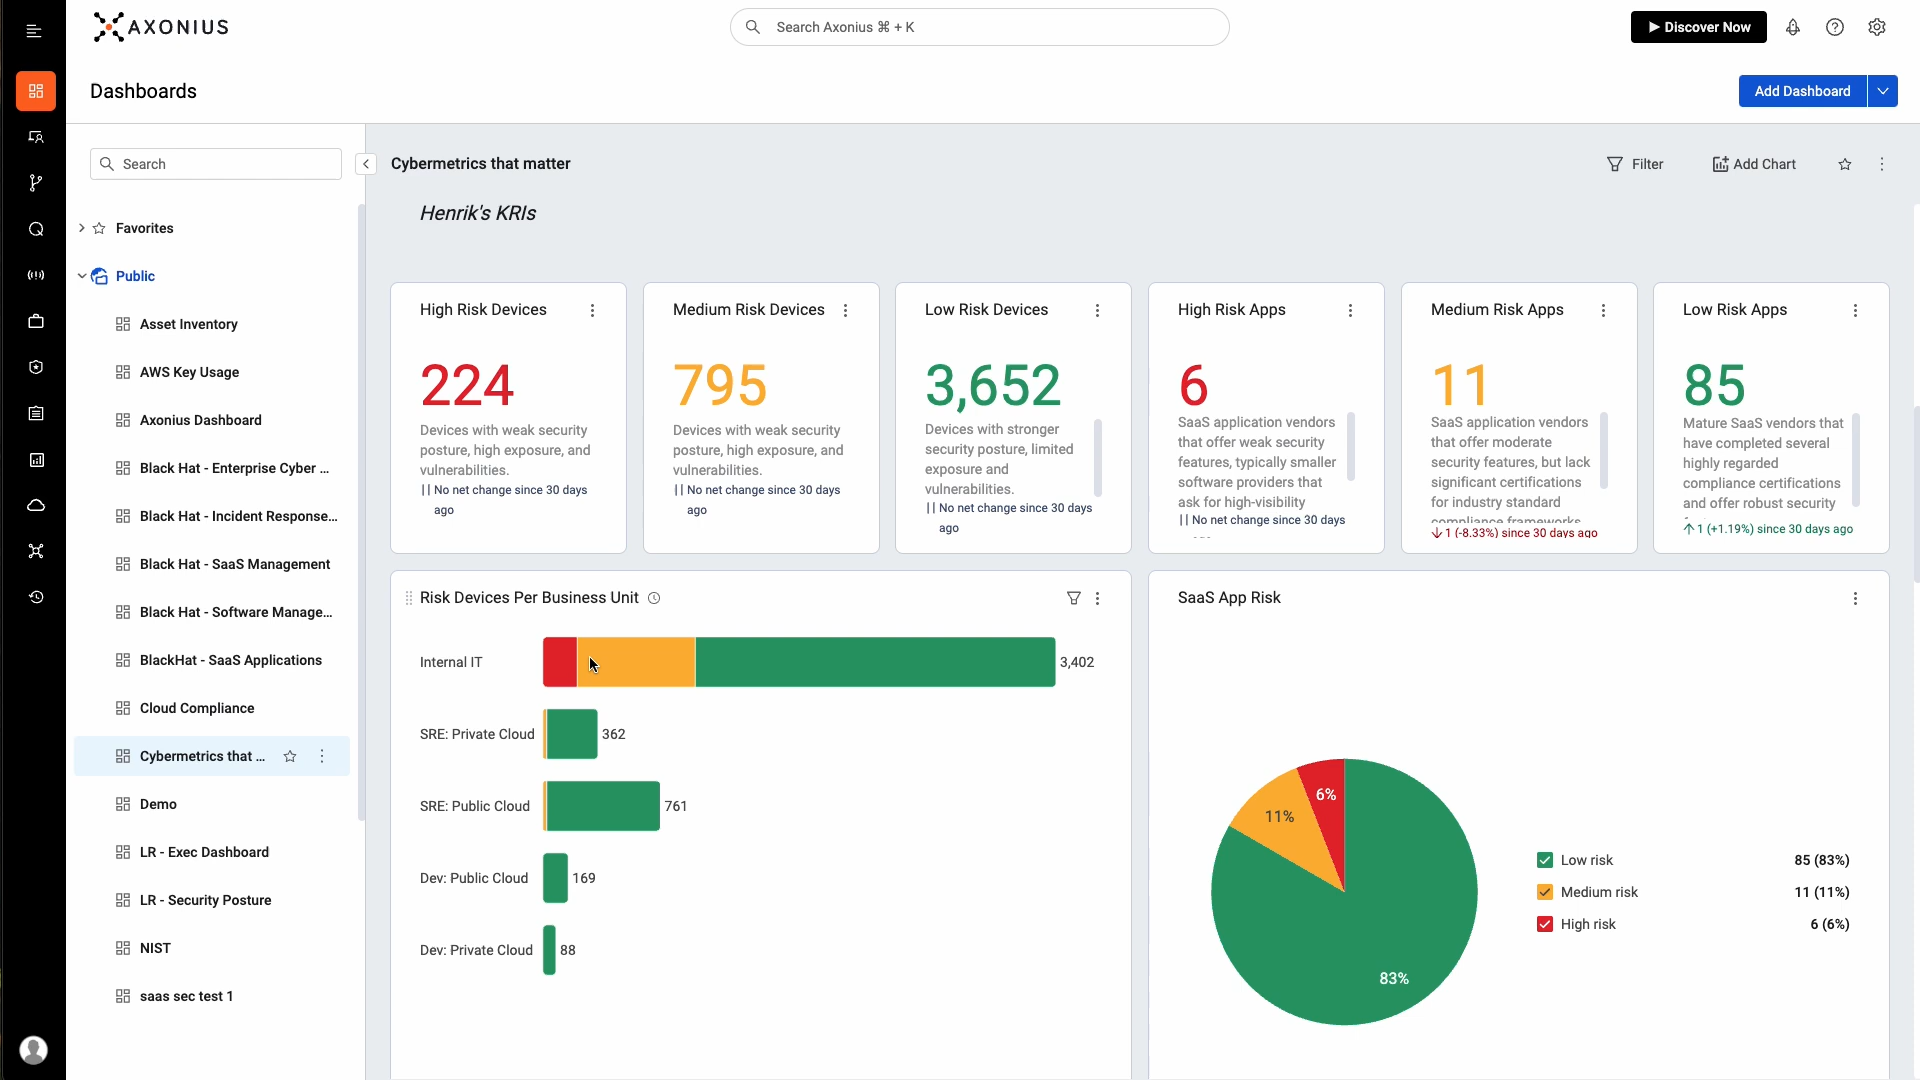 AXONIUS
Search Axonius ⌘ + K
Discover Now
Dashboards
Add Dashboard
Search
Favorites
Public
Asset Inventory
AWS Key Usage
Axonius Dashboard
Black Hat - Enterprise Cyber ...
Black Hat - Incident Response...
Black Hat - SaaS Management
Black Hat - Software Manage...
BlackHat - SaaS Applications
Cloud Compliance
Cybermetrics that ...
Demo
LR - Exec Dashboard
LR - Security Posture
NIST
saas sec test 1
Cybermetrics that matter
Filter
Add Chart
Henrik's KRIs
High Risk Devices
224
Devices with weak security
posture, high exposure, and
vulnerabilities.
No net change since 30 days
ago
Medium Risk Devices
795
Devices with weak security
posture, high exposure, and
vulnerabilities.
No net change since 30 days
ago
Low Risk Devices
3,652
Devices with stronger
security posture, limited
exposure and
vulnerabilities.
No net change since 30 days
ago
High Risk Apps
6
SaaS application vendors
that offer weak security
features, typically smaller
software providers that
ask for high-visibility
No net change since 30 days
Medium Risk Apps
11
SaaS application vendors
that offer moderate
security features, but lack
significant certifications
for industry standard
compliance frameworks
↓ 1 (-8.33%) since 30 days ago
Low Risk Apps
85
Mature SaaS vendors that
have completed several
highly regarded
compliance certifications
and offer robust security
↑ 1 (+1.19%) since 30 days ago
Risk Devices Per Business Unit
Internal IT
3,402
SRE: Private Cloud
362
SRE: Public Cloud
761
Dev: Public Cloud
169
Dev: Private Cloud
88
SaaS App Risk
6%
11%
83%
Low risk 85 (83%)
Medium risk 11 (11%)
High risk 6 (6%)